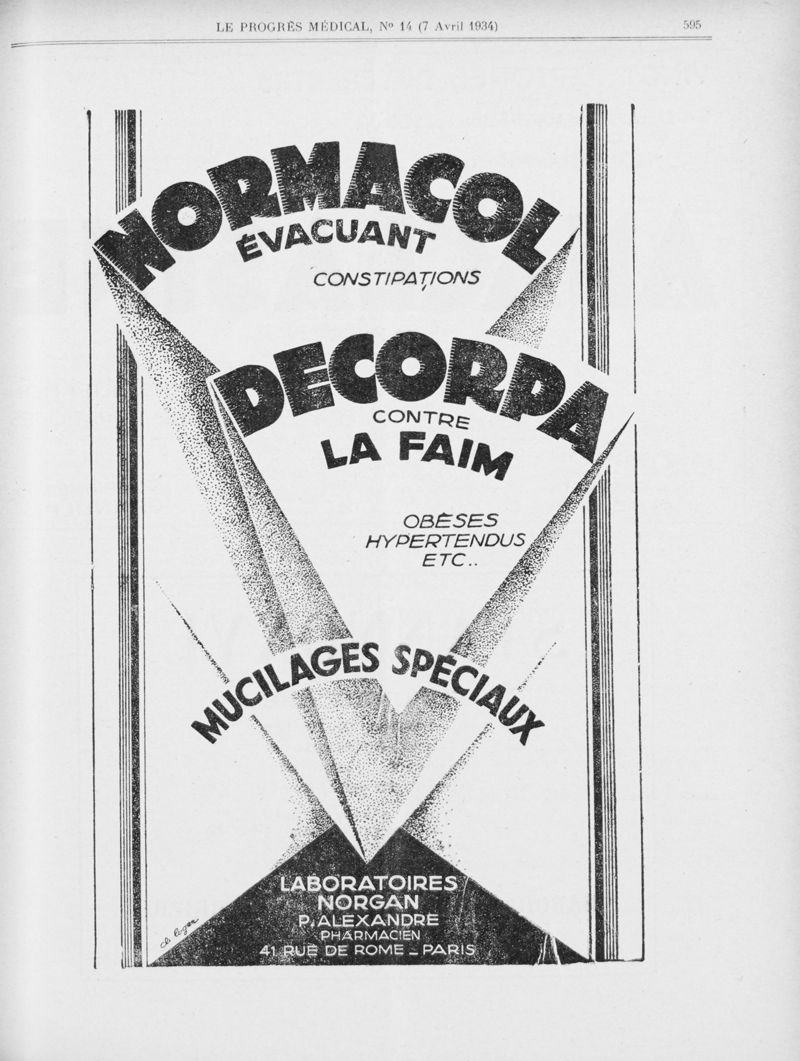 LE PROGRÈS MÉDICAL, Nº 14 (7 Avril 1934)
595
NORMACOL
ÉVACUANT
CONSTIPATIONS
DECORPA
CONTRE
LA FAIM
OBÈSES
HYPERTENDUS
ETC..
MUCILAGES SPÉCIAUX
LABORATOIRES
NORGAN
P. ALEXANDRE
PHARMACIEN
41 RUE DE ROME _ PARIS